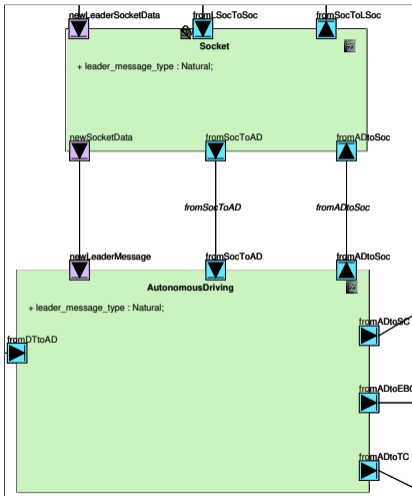 newLeaderSocketData fromLSocToSoc fromSocToLSoc
Socket
+ leader_message_type : Natural;
newSocketData fromSocToAD fromADtoSoc
fromSocToAD fromADtoSoc
newLeaderMessage fromSocToAD fromADtoSoc
AutonomousDriving
+ leader_message_type : Natural;
fromADtoSC
fromDTtoAD
fromADtoEBC
fromADtoTC